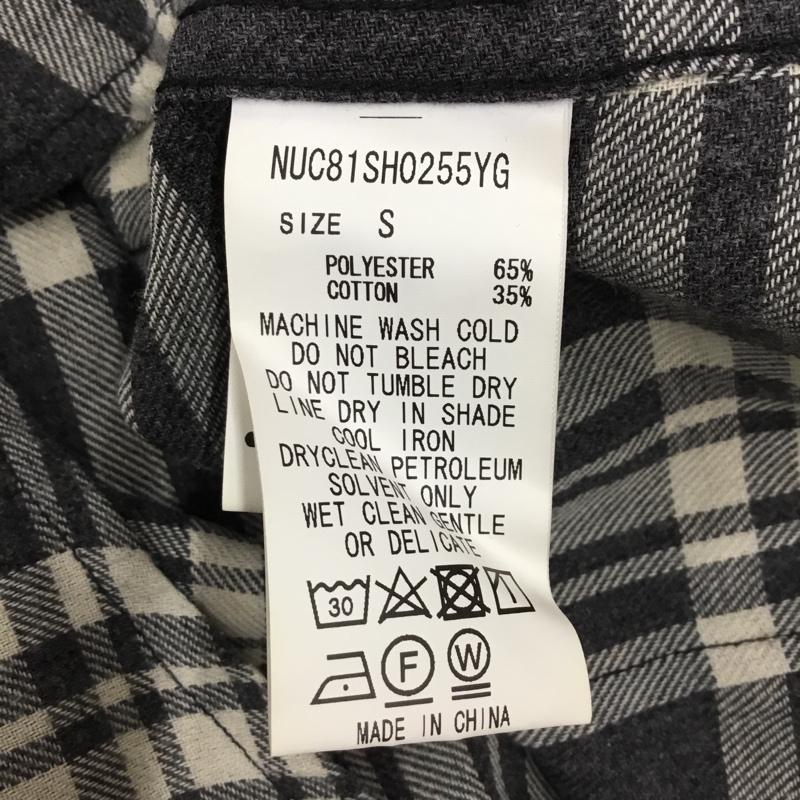 NUC81SH0255YG
SIZE S
POLYESTER 65%
COTTON 35%
MACHINE WASH COLD
DO NOT BLEACH
DO NOT TUMBLE DRY
LINE DRY IN SHADE
COOL IRON
DRYCLEAN PETROLEUM
SOLVENT ONLY
WET CLEAN GENTLE
OR DELICATE
30
F W
MADE IN CHINA